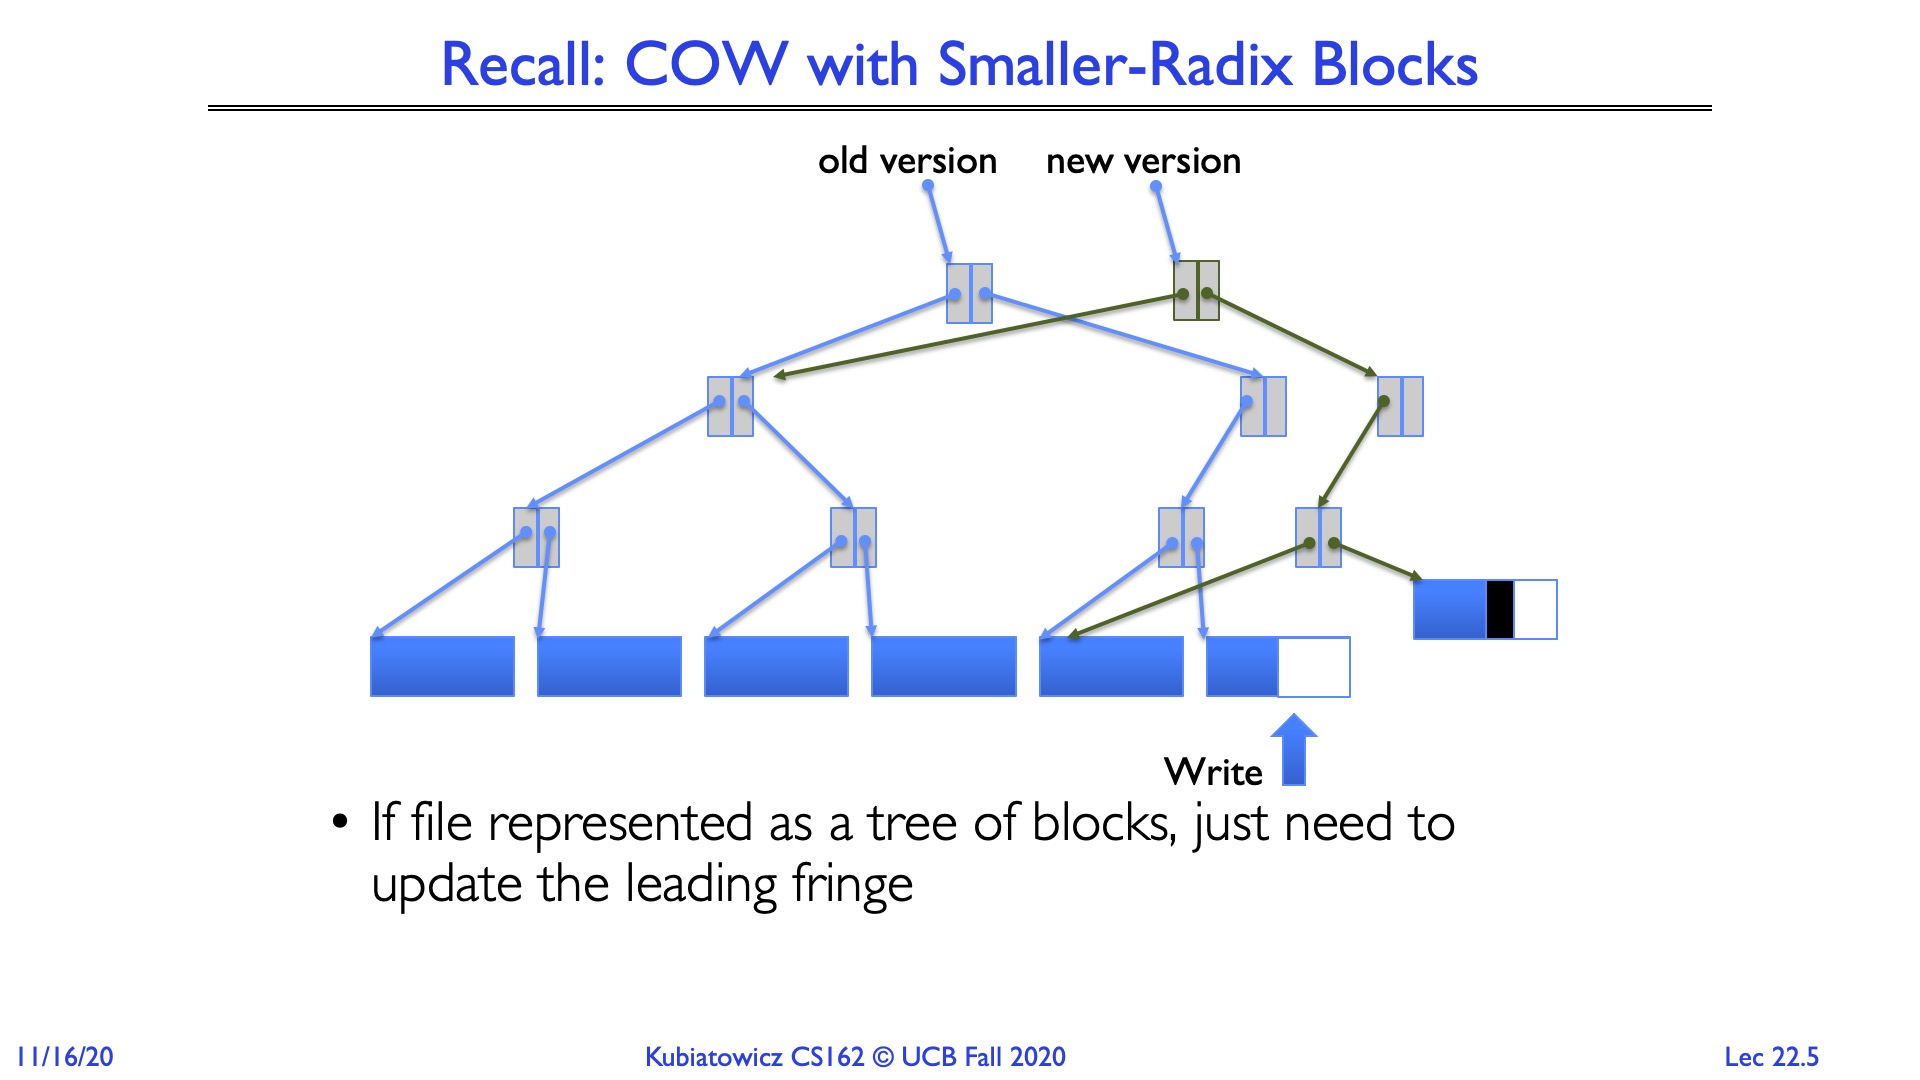 Recall: COW with Smaller-Radix Blocks
old version new version
Write
• If file represented as a tree of blocks, just need to
update the leading fringe
11/16/20 Kubiatowicz CS162 © UCB Fall 2020 Lec 22.5